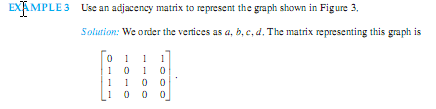 EXAMPLE 3 Use an adjacency matrix to represent the graph shown in Figure 3.
Solution: We order the vertices as a, b, c, d. The matrix representing this graph is
0 1 1 1
1 0 1 0
1 1 0 0
1 0 0 0 .